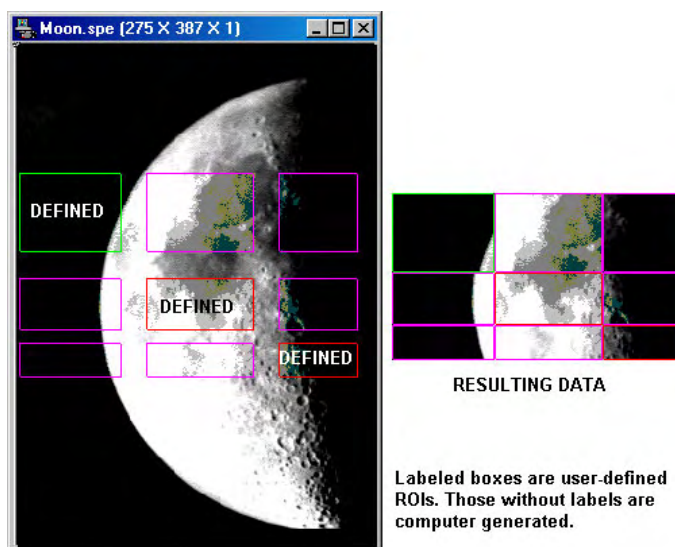 Moon.spe (275 X 387 X 1)
DEFINED
DEFINED
DEFINED
RESULTING DATA
Labeled boxes are user-defined
ROIs. Those without labels are
computer generated.